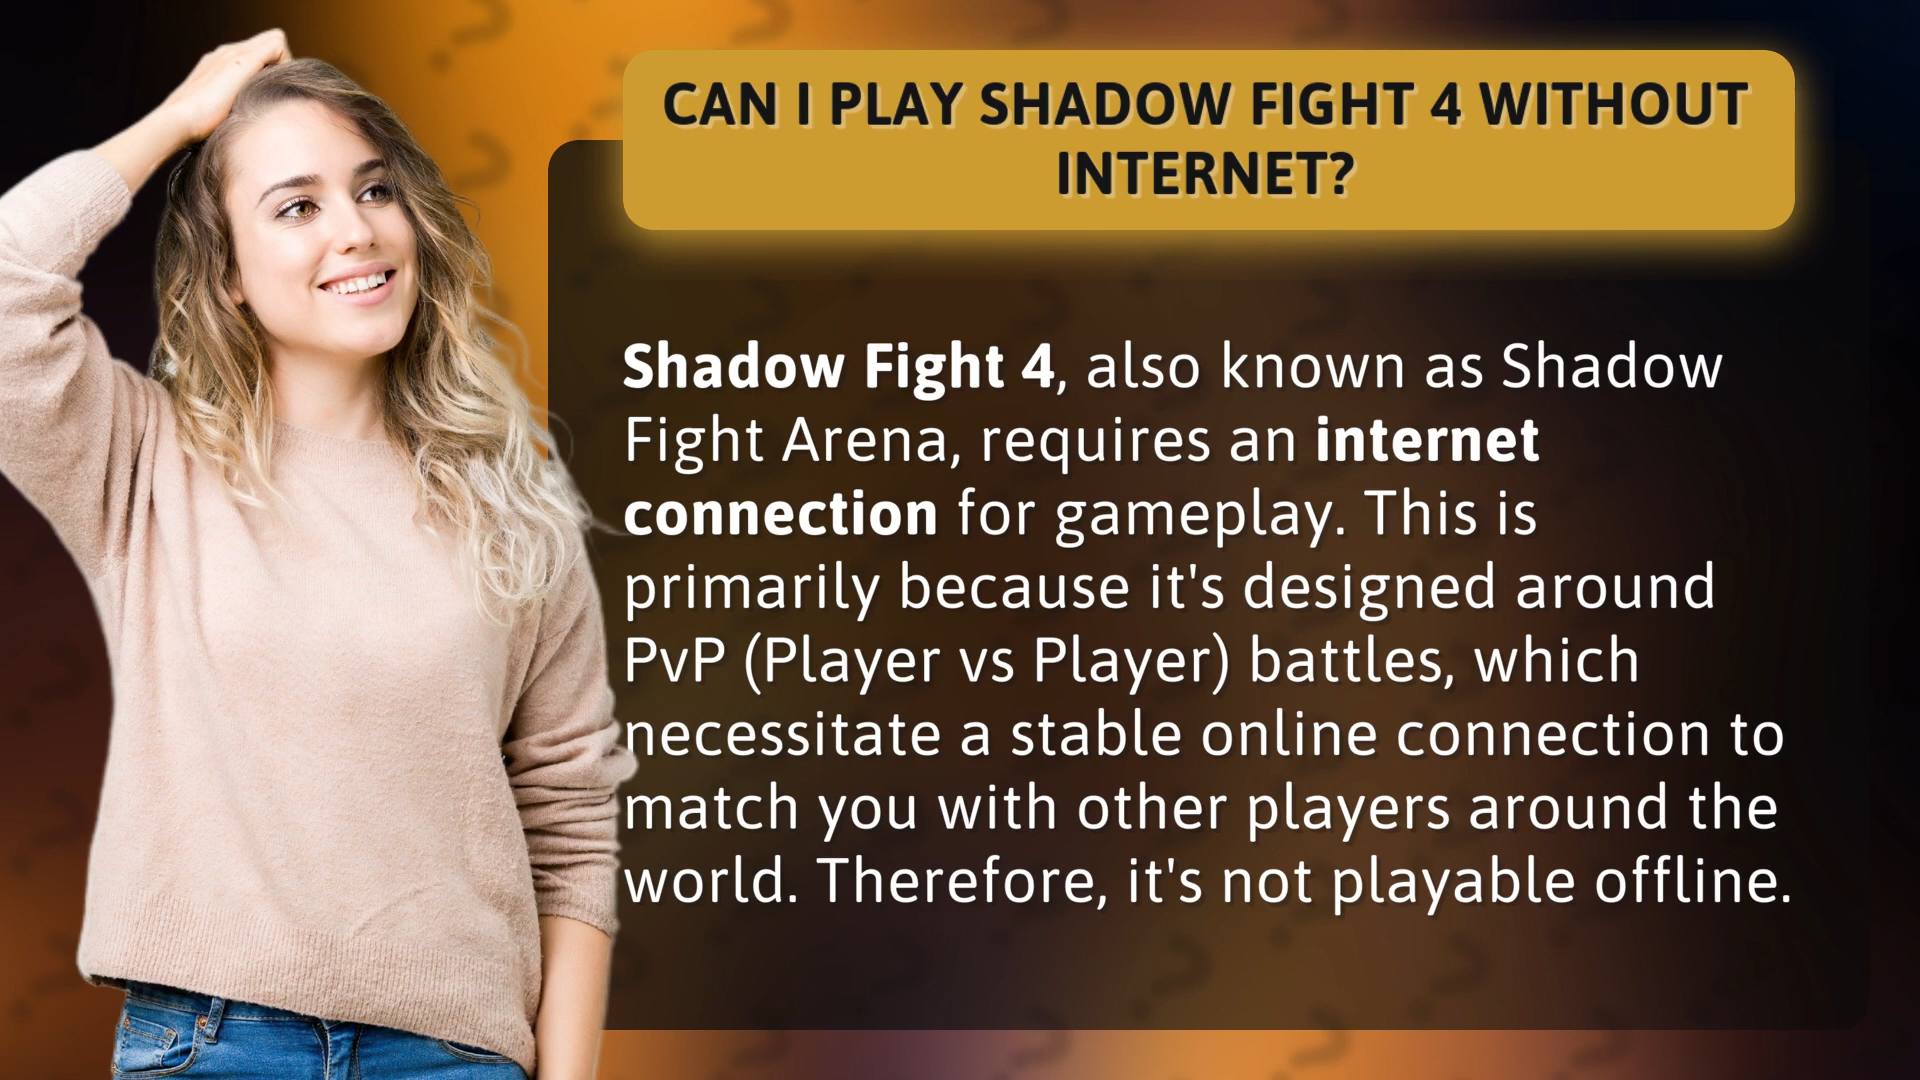 CAN I PLAY SHADOW FIGHT 4 WITHOUT
INTERNET?
Shadow Fight 4, also known as Shadow
Fight Arena, requires an internet
connection for gameplay. This is
primarily because it's designed around
PvP (Player vs Player) battles, which
necessitate a stable online connection to
match you with other players around the
world. Therefore, it's not playable offline.